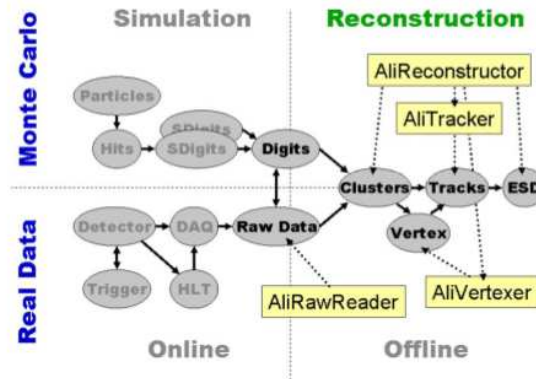 Simulation
Reconstruction
Monte Carlo
Real Data
Particles
AliReconstructor
AliTracker
SDigits
Hits
SDigits
Digits
Clusters
Tracks
ESD
Detector
DAQ
Raw Data
Vertex
Trigger
HLT
AliRawReader
AliVertexer
Online
Offline